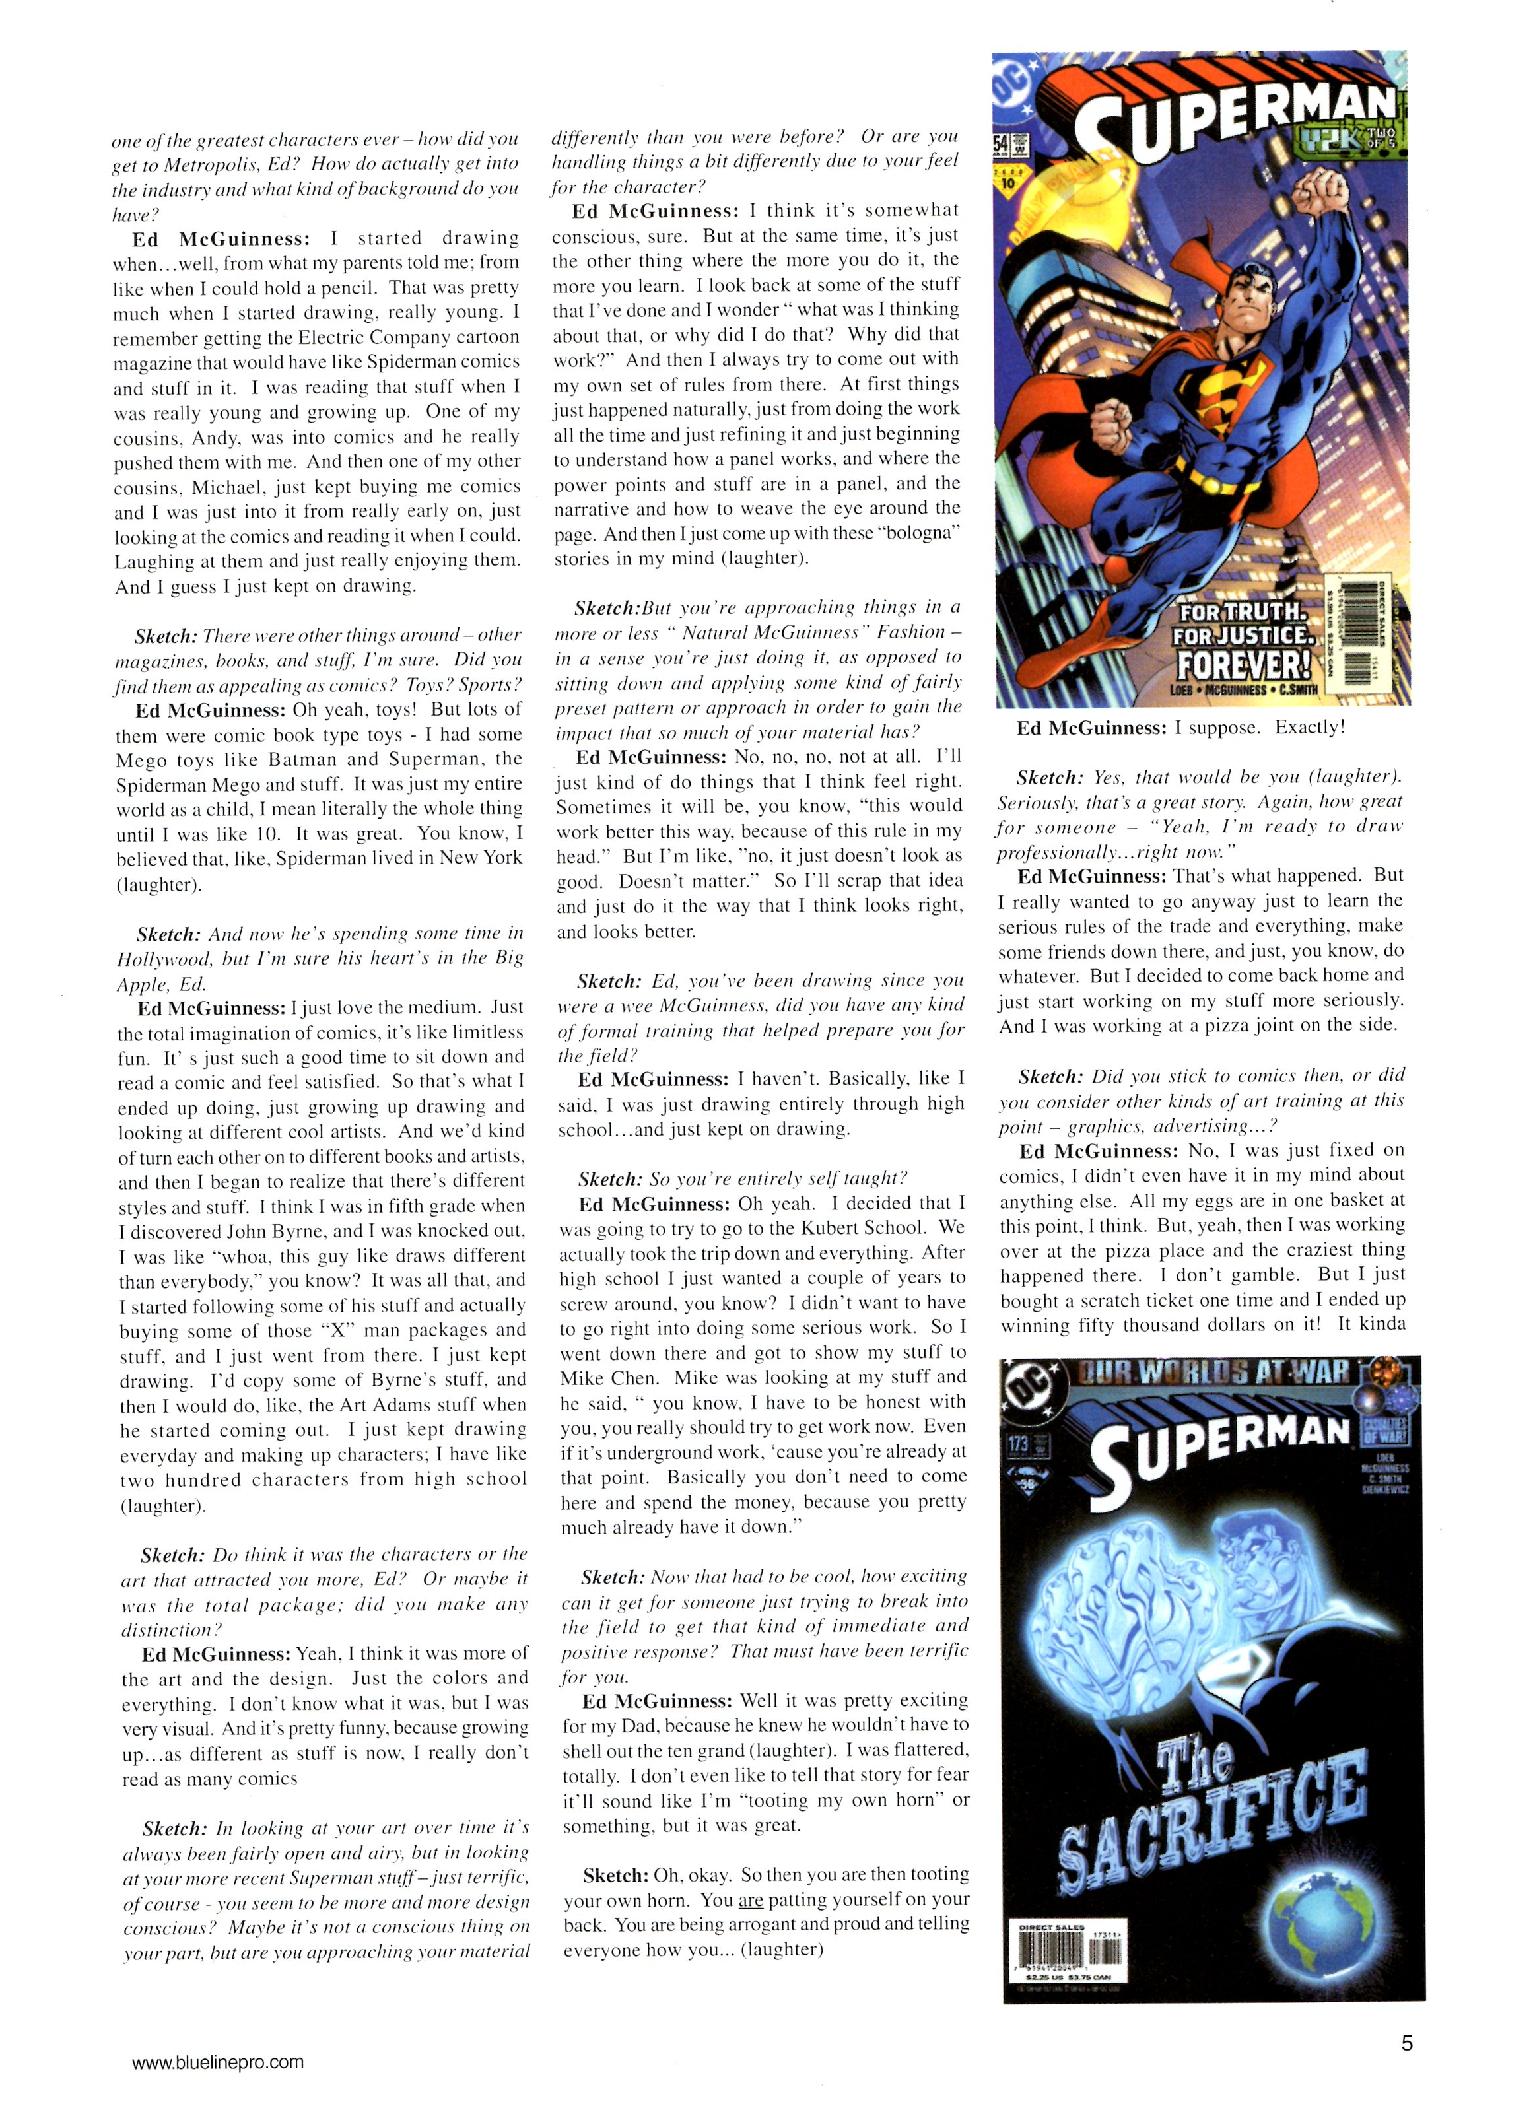 one of the greatest characters ever – how did you
get to Metropolis, Ed? How do actually get into
the industry and what kind of background do you
have?
Ed McGuinness: I started drawing
when...well, from what my parents told me; from
like when I could hold a pencil. That was pretty
much when I started drawing, really young. I
remember getting the Electric Company cartoon
magazine that would have like Spiderman comics
and stuff in it. I was reading that stuff when I
was really young and growing up. One of my
cousins, Andy, was into comics and he really
pushed them with me. And then one of my other
cousins, Michael, just kept buying me comics
and I was just into it from really early on, just
looking at the comics and reading it when I could.
Laughing at them and just really enjoying them.
And I guess I just kept on drawing.
Sketch: There were other things around – other
magazines, books, and stuff, I'm sure. Did you
find them as appealing as comics? Toys? Sports?
Ed McGuinness: Oh yeah, toys! But lots of
them were comic book type toys - I had some
Mego toys like Batman and Superman, the
Spiderman Mego and stuff. It was just my entire
world as a child, I mean literally the whole thing
until I was like 10. It was great. You know, I
believed that, like, Spiderman lived in New York
(laughter).
Sketch: And now he's spending some time in
Hollywood, but I'm sure his heart's in the Big
Apple, Ed.
Ed McGuinness: I just love the medium. Just
the total imagination of comics, it's like limitless
fun. It' s just such a good time to sit down and
read a comic and feel satisfied. So that's what I
ended up doing, just growing up drawing and
looking at different cool artists. And we'd kind
of turn each other on to different books and artists,
and then I began to realize that there's different
styles and stuff. I think I was in fifth grade when
I discovered John Byrne, and I was knocked out.
I was like “whoa, this guy like draws different
than everybody,” you know? It was all that, and
I started following some of his stuff and actually
buying some of those “X” man packages and
stuff, and I just went from there. I just kept
drawing. I'd copy some of Byrne's stuff, and
then I would do, like, the Art Adams stuff when
he started coming out. I just kept drawing
everyday and making up characters; I have like
two hundred characters from high school
(laughter).
Sketch: Do think it was the characters or the
art that attracted you more, Ed? Or maybe it
was the total package; did you make any
distinction?
Ed McGuinness: Yeah, I think it was more of
the art and the design. Just the colors and
everything. I don't know what it was, but I was
very visual. And it's pretty funny, because growing
up...as different as stuff is now, I really don't
read as many comics
Sketch: In looking at your art over time it's
always been fairly open and airy, but in looking
at your more recent Superman stuff – just terrific,
of course - you seem to be more and more design
conscious? Maybe it's not a conscious thing on
your part, but are you approaching your material
differently than you were before? Or are you
handling things a bit differently due to your feel
for the character?
Ed McGuinness: I think it's somewhat
conscious, sure. But at the same time, it's just
the other thing where the more you do it, the
more you learn. I look back at some of the stuff
that I've done and I wonder “ what was I thinking
about that, or why did I do that? Why did that
work?” And then I always try to come out with
my own set of rules from there. At first things
just happened naturally, just from doing the work
all the time and just refining it and just beginning
to understand how a panel works, and where the
power points and stuff are in a panel, and the
narrative and how to weave the eye around the
page. And then I just come up with these “bologna”
stories in my mind (laughter).
Sketch:But you're approaching things in a
more or less “ Natural McGuinness” Fashion –
in a sense you're just doing it, as opposed to
sitting down and applying some kind of fairly
preset pattern or approach in order to gain the
impact that so much of your material has?
Ed McGuinness: No, no, no, not at all. I'll
just kind of do things that I think feel right.
Sometimes it will be, you know, “this would
work better this way, because of this rule in my
head.” But I'm like, ”no, it just doesn't look as
good. Doesn't matter.” So I'll scrap that idea
and just do it the way that I think looks right,
and looks better.
Sketch: Ed, you've been drawing since you
were a wee McGuinness, did you have any kind
of formal training that helped prepare you for
the field?
Ed McGuinness: I haven't. Basically, like I
said, I was just drawing entirely through high
school...and just kept on drawing.
Sketch: So you're entirely self taught?
Ed McGuinness: Oh yeah. I decided that I
was going to try to go to the Kubert School. We
actually took the trip down and everything. After
high school I just wanted a couple of years to
screw around, you know? I didn't want to have
to go right into doing some serious work. So I
went down there and got to show my stuff to
Mike Chen. Mike was looking at my stuff and
he said, “ you know, I have to be honest with
you, you really should try to get work now. Even
if it's underground work, ‘cause you're already at
that point. Basically you don't need to come
here and spend the money, because you pretty
much already have it down.”
Sketch: Now that had to be cool, how exciting
can it get for someone just trying to break into
the field to get that kind of immediate and
positive response? That must have been terrific
for you.
Ed McGuinness: Well it was pretty exciting
for my Dad, because he knew he wouldn't have to
shell out the ten grand (laughter). I was flattered,
totally. I don't even like to tell that story for fear
it'll sound like I'm “tooting my own horn” or
something, but it was great.
Sketch: Oh, okay. So then you are then tooting
your own horn. You are patting yourself on your
back. You are being arrogant and proud and telling
everyone how you... (laughter)
DC
SUPERMAN
Y2K TWO OF 5
54
10
DAILY PLANET
FOR TRUTH.
FOR JUSTICE.
FOREVER!
LOEB • McGUINNESS • C.SMITH
DIRECT SALES
$1.99 US $3.25 CAN
Ed McGuinness: I suppose. Exactly!
Sketch: Yes, that would be you (laughter).
Seriously, that's a great story. Again, how great
for someone – “Yeah, I'm ready to draw
professionally...right now.”
Ed McGuinness: That's what happened. But
I really wanted to go anyway just to learn the
serious rules of the trade and everything, make
some friends down there, and just, you know, do
whatever. But I decided to come back home and
just start working on my stuff more seriously.
And I was working at a pizza joint on the side.
Sketch: Did you stick to comics then, or did
you consider other kinds of art training at this
point – graphics, advertising...?
Ed McGuinness: No, I was just fixed on
comics, I didn't even have it in my mind about
anything else. All my eggs are in one basket at
this point, I think. But, yeah, then I was working
over at the pizza place and the craziest thing
happened there. I don't gamble. But I just
bought a scratch ticket one time and I ended up
winning fifty thousand dollars on it! It kinda
OUR WORLDS AT WAR
DC
SUPERMAN
CASUALTIES
OF WAR!
173
LOEB
McGUINNESS
C. SMITH
SIENKIEWICZ
The
SACRIFICE
DIRECT SALES
17311
$2.25 US $3.75 CAN
www.bluelinepro.com
5